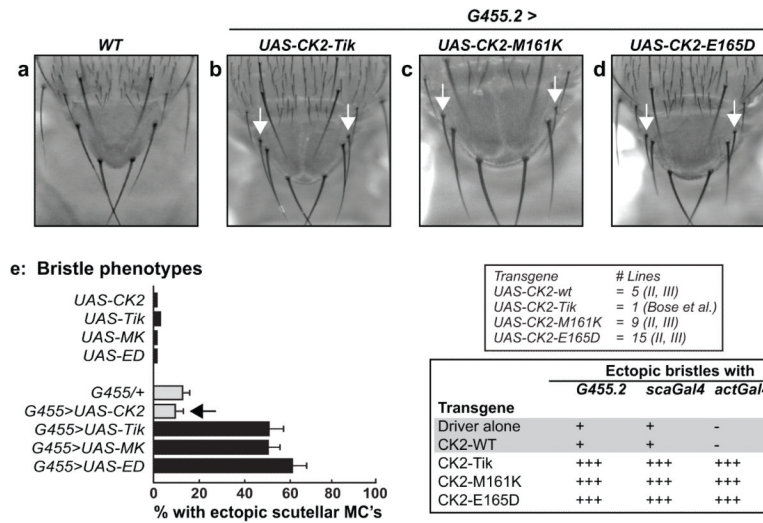 G455.2 >
WT
UAS-CK2-Tik
UAS-CK2-M161K
UAS-CK2-E165D
a
b
c
d
e: Bristle phenotypes
UAS-CK2
UAS-Tik
UAS-MK
UAS-ED
G455/+
G455>UAS-CK2
G455>UAS-Tik
G455>UAS-MK
G455>UAS-ED
0 20 40 60 80 100
% with ectopic scutellar MC's
Transgene # Lines
UAS-CK2-wt = 5 (II, III)
UAS-CK2-Tik = 1 (Bose et al.)
UAS-CK2-M161K = 9 (II, III)
UAS-CK2-E165D = 15 (II, III)
Ectopic bristles with
G455.2 scaGal4 actGal4
Transgene
Driver alone + + -
CK2-WT + + -
CK2-Tik +++ +++ +++
CK2-M161K +++ +++ +++
CK2-E165D +++ +++ +++